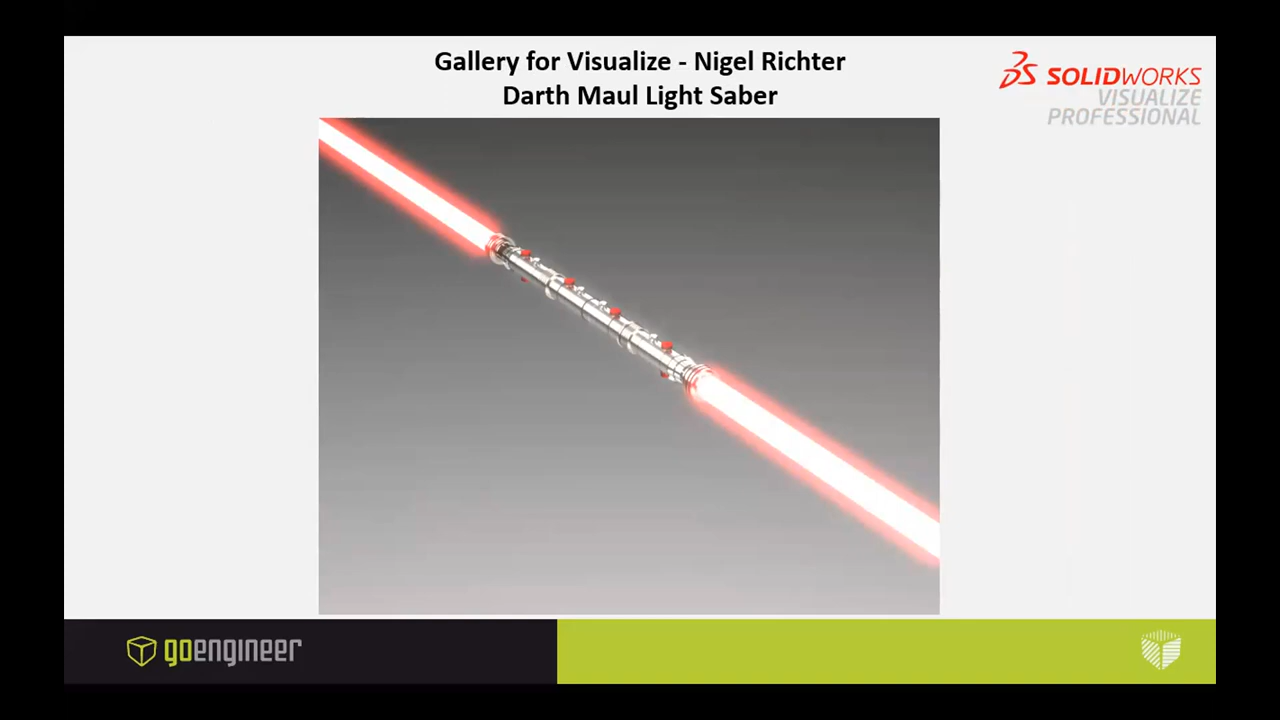 Gallery for Visualize - Nigel Richter
Darth Maul Light Saber
SOLIDWORKS
VISUALIZE
PROFESSIONAL
goengineer